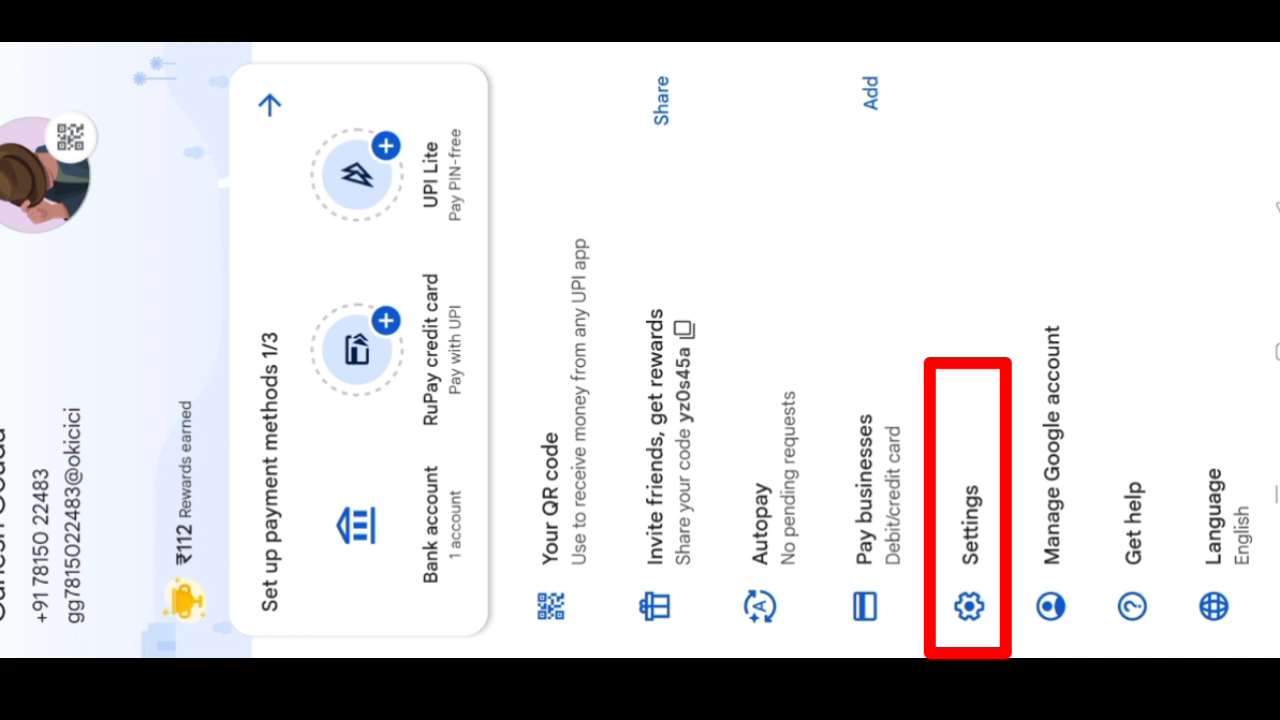 +91 78150 22483
gg7815022483@okicici
₹112 Rewards earned
Set up payment methods 1/3
Bank account
1 account
RuPay credit card
Pay with UPI
UPI Lite
Pay PIN-free
Your QR code
Use to receive money from any UPI app
Invite friends, get rewards
Share your code yz0s45a
Share
Autopay
No pending requests
Pay businesses
Debit/credit card
Add
Settings
Manage Google account
Get help
Language
English